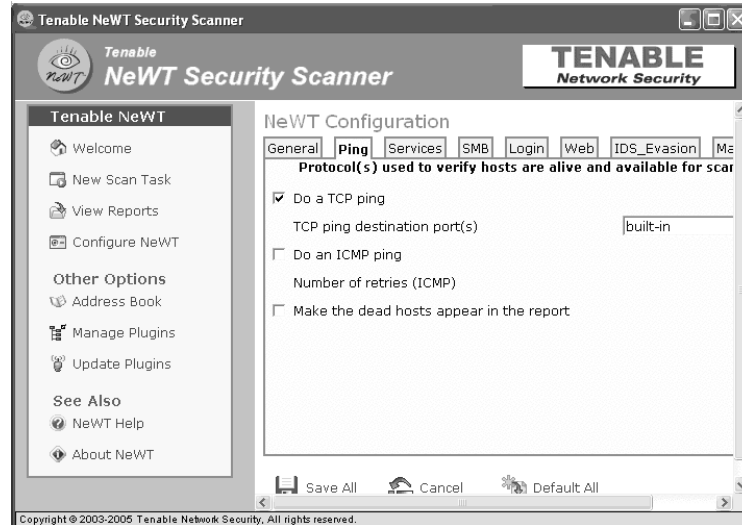 Tenable NeWT Security Scanner
Tenable
NeWT Security Scanner
NeWT
TENABLE
Network Security
Tenable NeWT
Welcome
New Scan Task
View Reports
Configure NeWT
Other Options
Address Book
Manage Plugins
Update Plugins
See Also
NeWT Help
About NeWT
NeWT Configuration
General Ping Services SMB Login Web IDS_Evasion Ma
Protocol(s) used to verify hosts are alive and available for scan
Do a TCP ping
TCP ping destination port(s) built-in
Do an ICMP ping
Number of retries (ICMP)
Make the dead hosts appear in the report
Save All Cancel Default All
Copyright © 2003-2005 Tenable Network Security, All rights reserved.